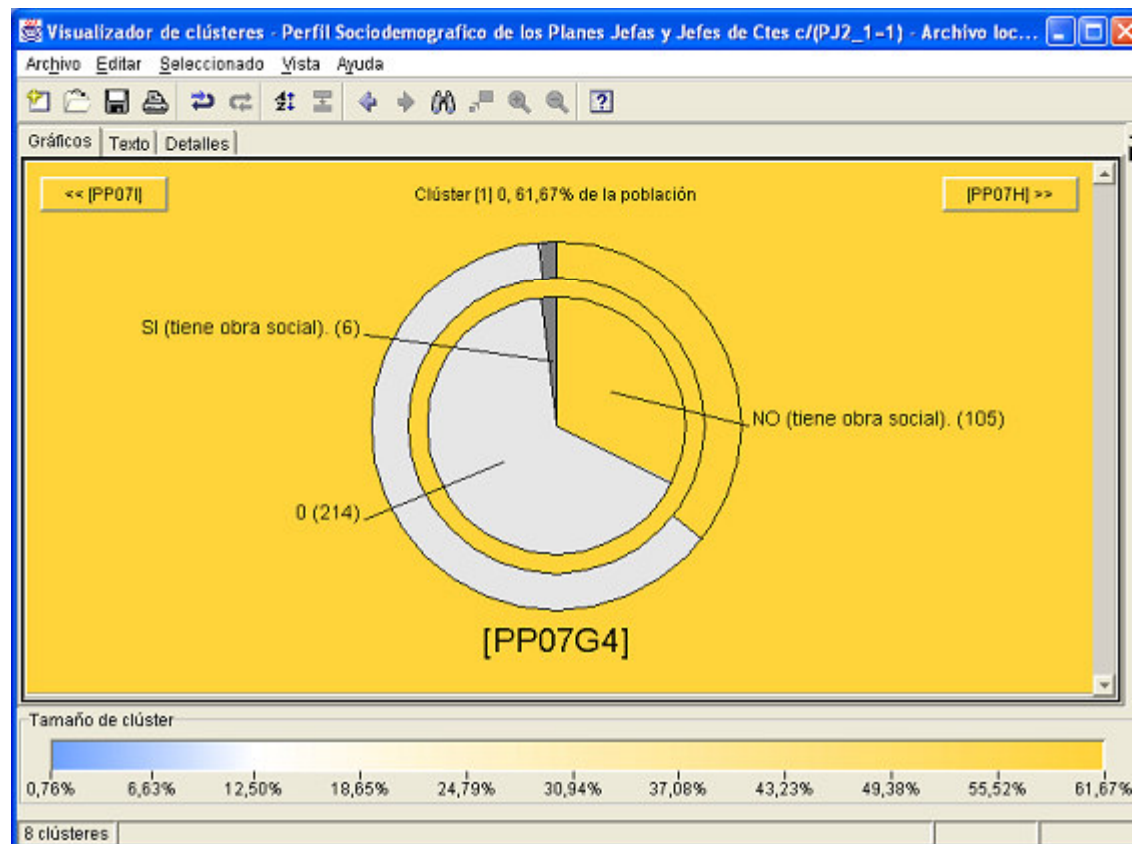 Visualizador de clústeres - Perfil Sociodemografico de los Planes Jefas y Jefes de Ctes c/(PJ2_1=1) - Archivo loc...
Archivo Editar Seleccionado Vista Ayuda
Gráficos Texto Detalles
<< [PP07I] Clúster [1] 0, 61,67% de la población [PP07H] >>
SI (tiene obra social). (6)
NO (tiene obra social). (105)
0 (214)
[PP07G4]
Tamaño de clúster
0,76% 6,63% 12,50% 18,65% 24,79% 30,94% 37,08% 43,23% 49,38% 55,52% 61,67%
8 clústeres